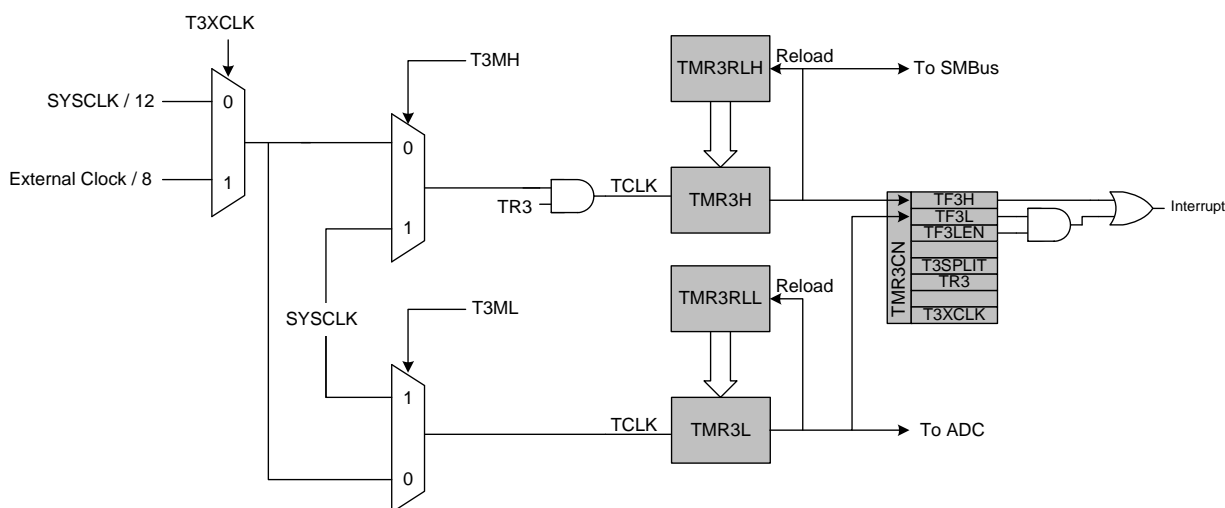 T3XCLK
SYSCLK / 12
0
External Clock / 8
1
T3MH
0
1
TR3
TCLK
TMR3RLH
Reload
To SMBus
TMR3H
TMR3CN
TF3H
TF3L
TF3LEN
T3SPLIT
TR3
T3XCLK
Interrupt
SYSCLK
T3ML
1
0
TCLK
TMR3RLL
Reload
TMR3L
To ADC